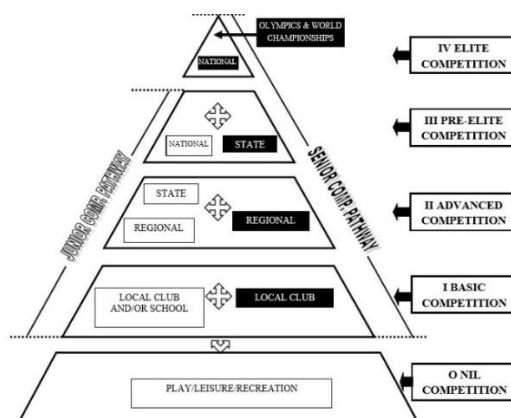 OLYMPICS & WORLD
CHAMPIONSHIPS
NATIONAL
IV ELITE
COMPETITION
III PRE-ELITE
COMPETITION
NATIONAL
STATE
JUNIOR COMP. PATHWAY
SENIOR COMP. PATHWAY
STATE
REGIONAL
REGIONAL
II ADVANCED
COMPETITION
LOCAL CLUB
AND/OR SCHOOL
LOCAL CLUB
I BASIC
COMPETITION
PLAY/LEISURE/RECREATION
O NIL
COMPETITION